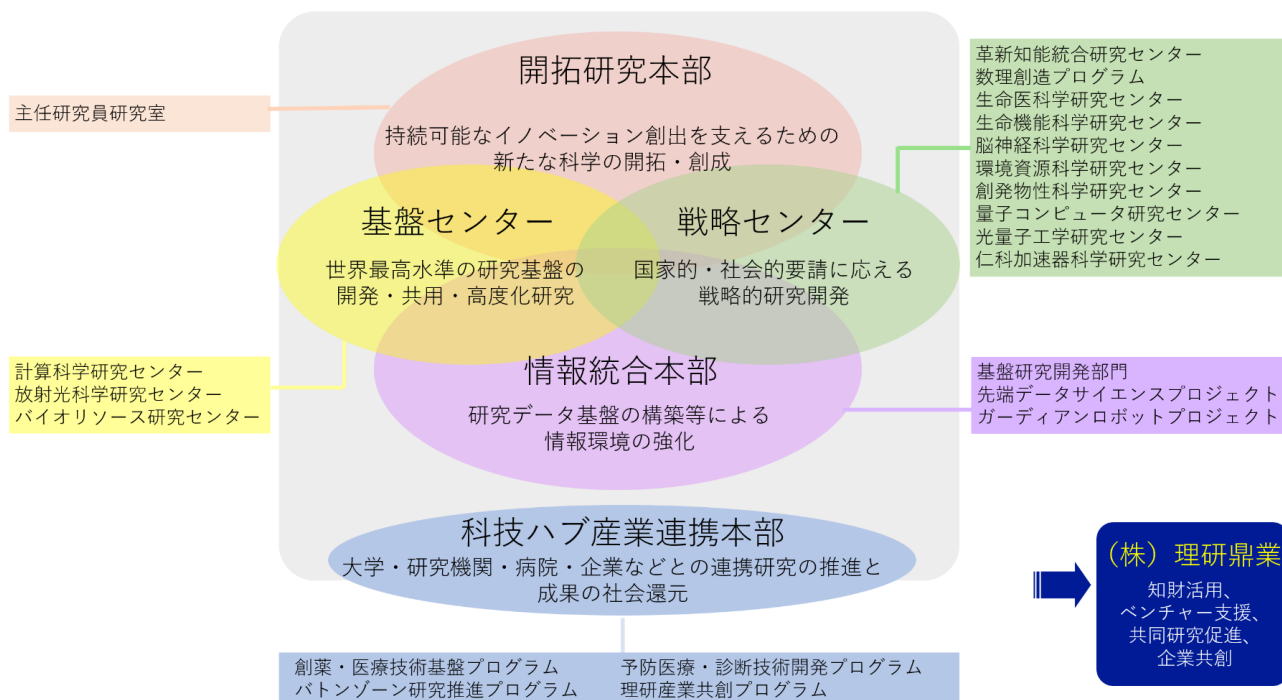 開拓研究本部
持続可能なイノベーション創出を支えるための
新たな科学の開拓・創成
主任研究員研究室
革新知能統合研究センター
数理創造プログラム
生命医科学研究センター
生命機能科学研究センター
脳神経科学研究センター
環境資源科学研究センター
創発物性科学研究センター
量子コンピュータ研究センター
光量子工学研究センター
仁科加速器科学研究センター
基盤センター
世界最高水準の研究基盤の
開発・共用・高度化研究
戦略センター
国家的・社会的要請に応える
戦略的研究開発
計算科学研究センター
放射光科学研究センター
バイオリソース研究センター
情報統合本部
研究データ基盤の構築等による
情報環境の強化
基盤研究開発部門
先端データサイエンスプロジェクト
ガーディアンロボットプロジェクト
科技ハブ産業連携本部
大学・研究機関・病院・企業などとの連携研究の推進と
成果の社会還元
(株)理研鼎業
知財活用、
ベンチャー支援、
共同研究促進、
企業共創
創薬・医療技術基盤プログラム
バトンゾーン研究推進プログラム
予防医療・診断技術開発プログラム
理研産業共創プログラム